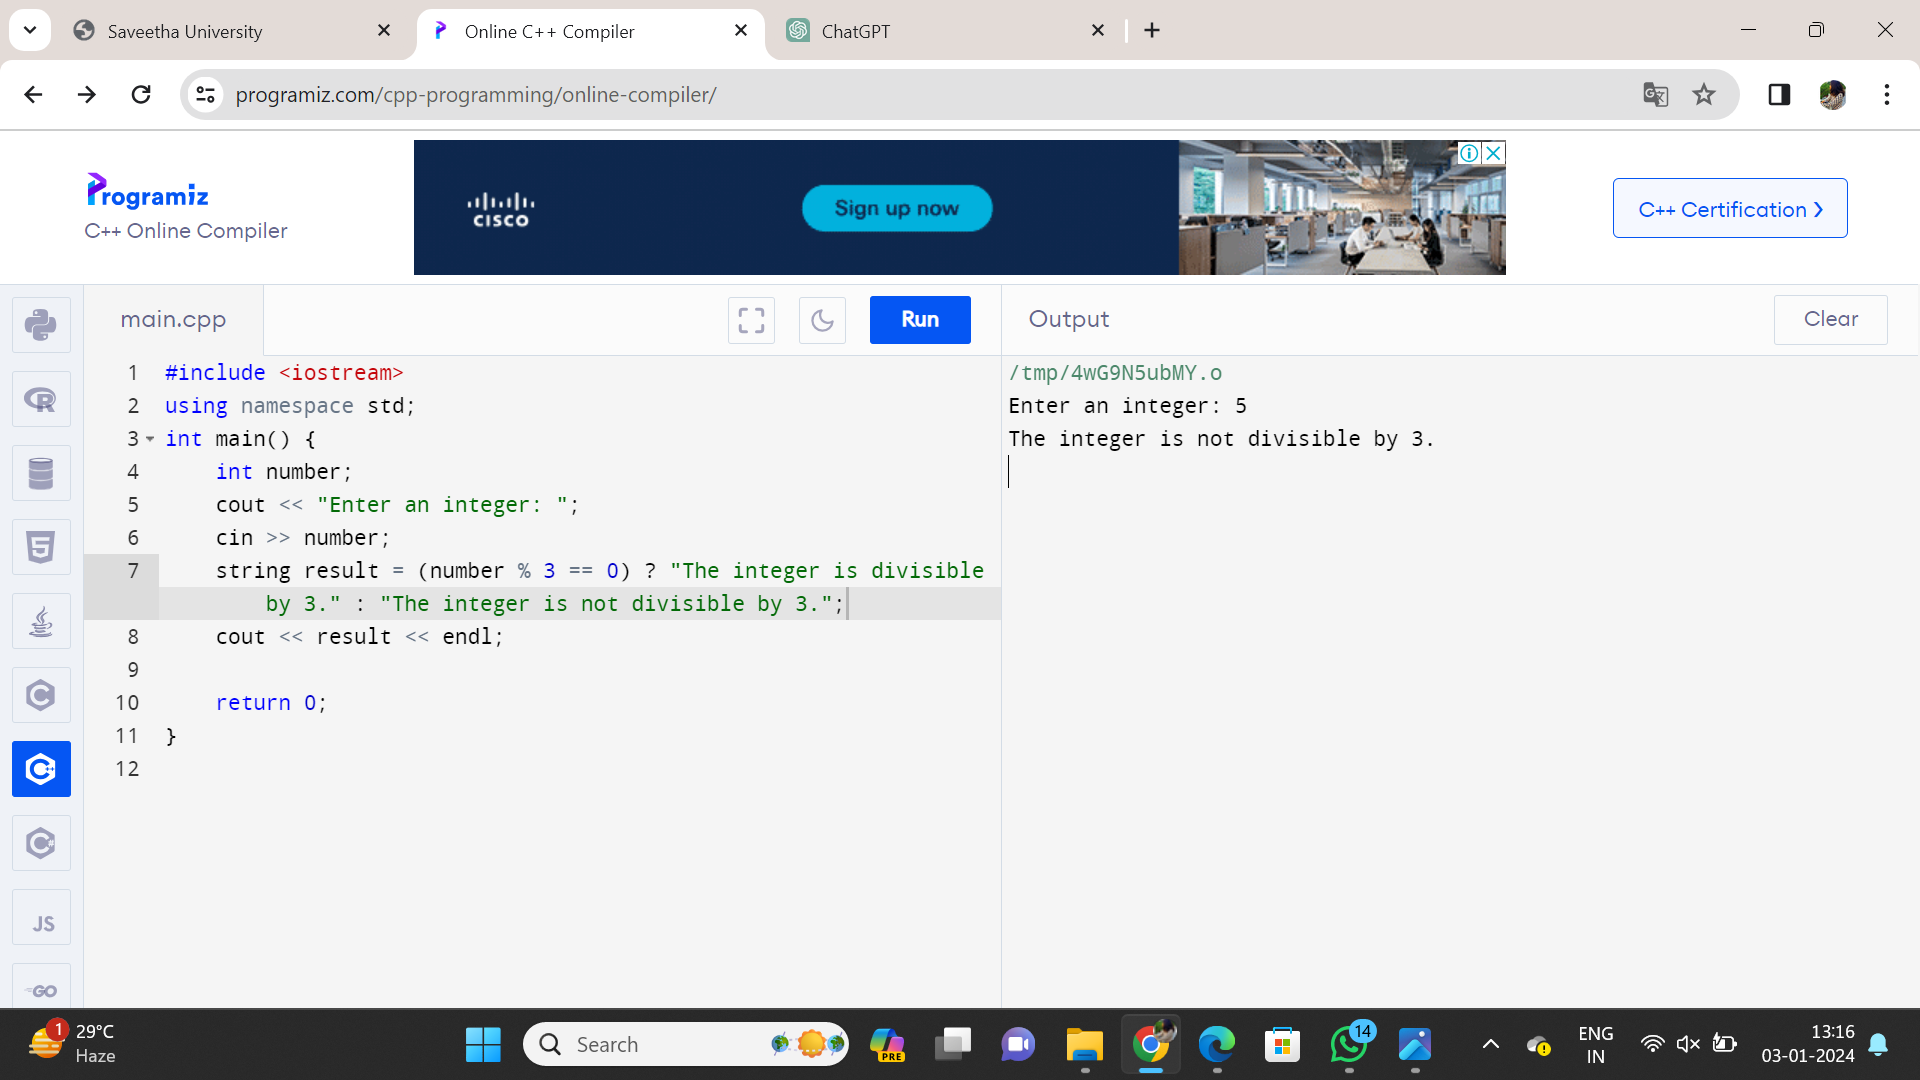 Saveetha University
Online C++ Compiler
ChatGPT
programiz.com/cpp-programming/online-compiler/
Programiz
C++ Online Compiler
CISCO
Sign up now
C++ Certification ❯
main.cpp
Run
Output
Clear
1 #include <iostream>
2 using namespace std;
3 int main() {
4 int number;
5 cout << "Enter an integer: ";
6 cin >> number;
7 string result = (number % 3 == 0) ? "The integer is divisible
by 3." : "The integer is not divisible by 3.";
8 cout << result << endl;
9
10 return 0;
11 }
12
/tmp/4wG9N5ubMY.o
Enter an integer: 5
The integer is not divisible by 3.
JS
GO
1
29°C
Haze
Search
PRE
14
ENG
IN
13:16
03-01-2024